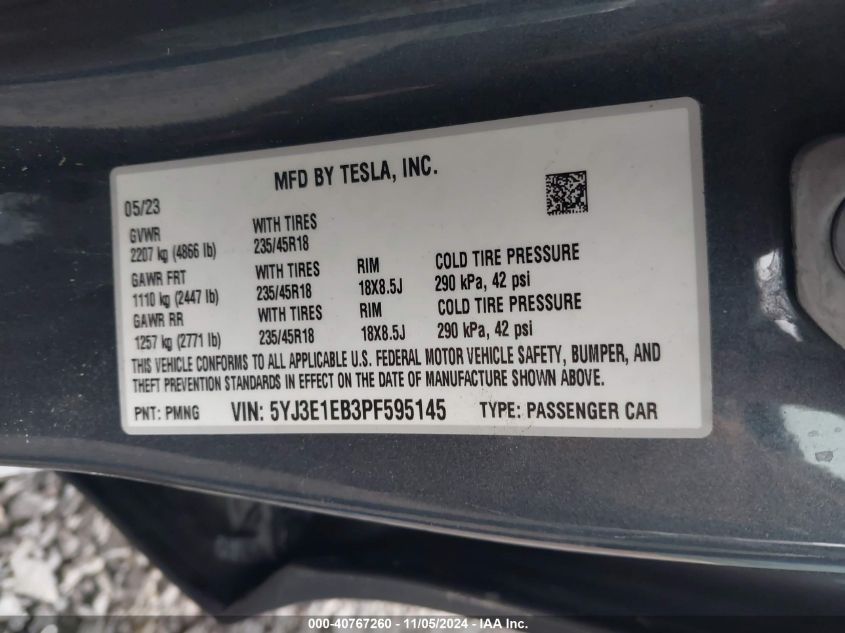 MFD BY TESLA, INC.
05/23
GVWR
2207 kg (4866 lb)
WITH TIRES
235/45R18
GAWR FRT
1110 kg (2447 lb)
WITH TIRES
235/45R18
RIM
18X8.5J
COLD TIRE PRESSURE
290 kPa, 42 psi
GAWR RR
1257 kg (2771 lb)
WITH TIRES
235/45R18
RIM
18X8.5J
COLD TIRE PRESSURE
290 kPa, 42 psi
THIS VEHICLE CONFORMS TO ALL APPLICABLE U.S. FEDERAL MOTOR VEHICLE SAFETY, BUMPER, AND
THEFT PREVENTION STANDARDS IN EFFECT ON THE DATE OF MANUFACTURE SHOWN ABOVE.
PNT: PMNG VIN: 5YJ3E1EB3PF595145 TYPE: PASSENGER CAR
000-40767260 - 11/05/2024 - IAA Inc.